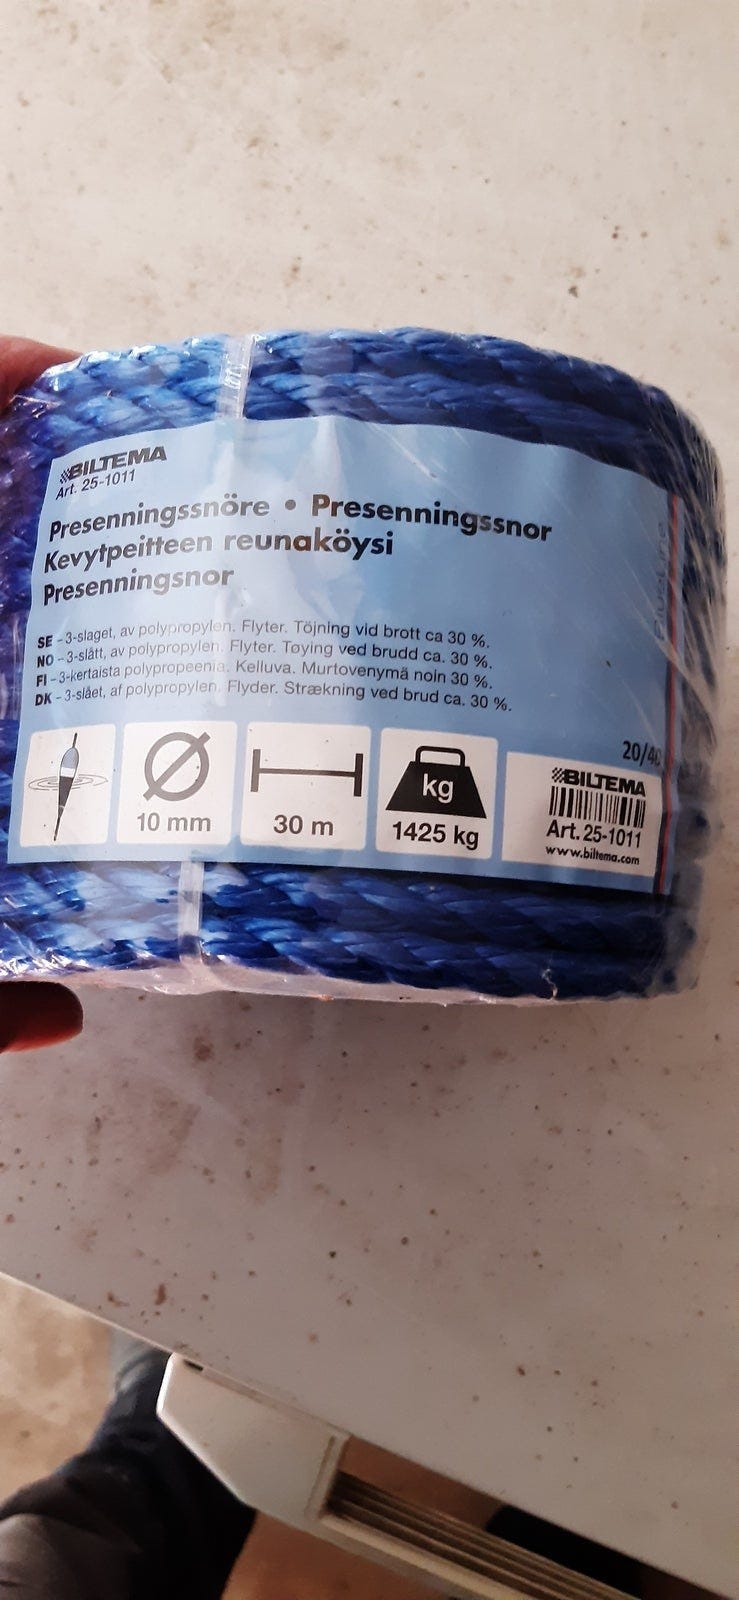 BILTEMA
Art. 25-1011
Presenningssnöre • Presenningssnor
Kevytpeitteen reunaköysi
Presenningsnor
SE – 3-slaget, av polypropylen. Flyter. Töjning vid brott ca 30 %.
NO – 3-slått, av polypropylen. Flyter. Tøying ved brudd ca. 30 %.
FI – 3-kertaista polypropeenia. Kelluva. Murtovenymä noin 30 %.
DK – 3-slået, af polypropylen. Flyder. Strækning ved brud ca. 30 %.
10 mm
30 m
kg
1425 kg
BILTEMA
Art. 25-1011
www.biltema.com